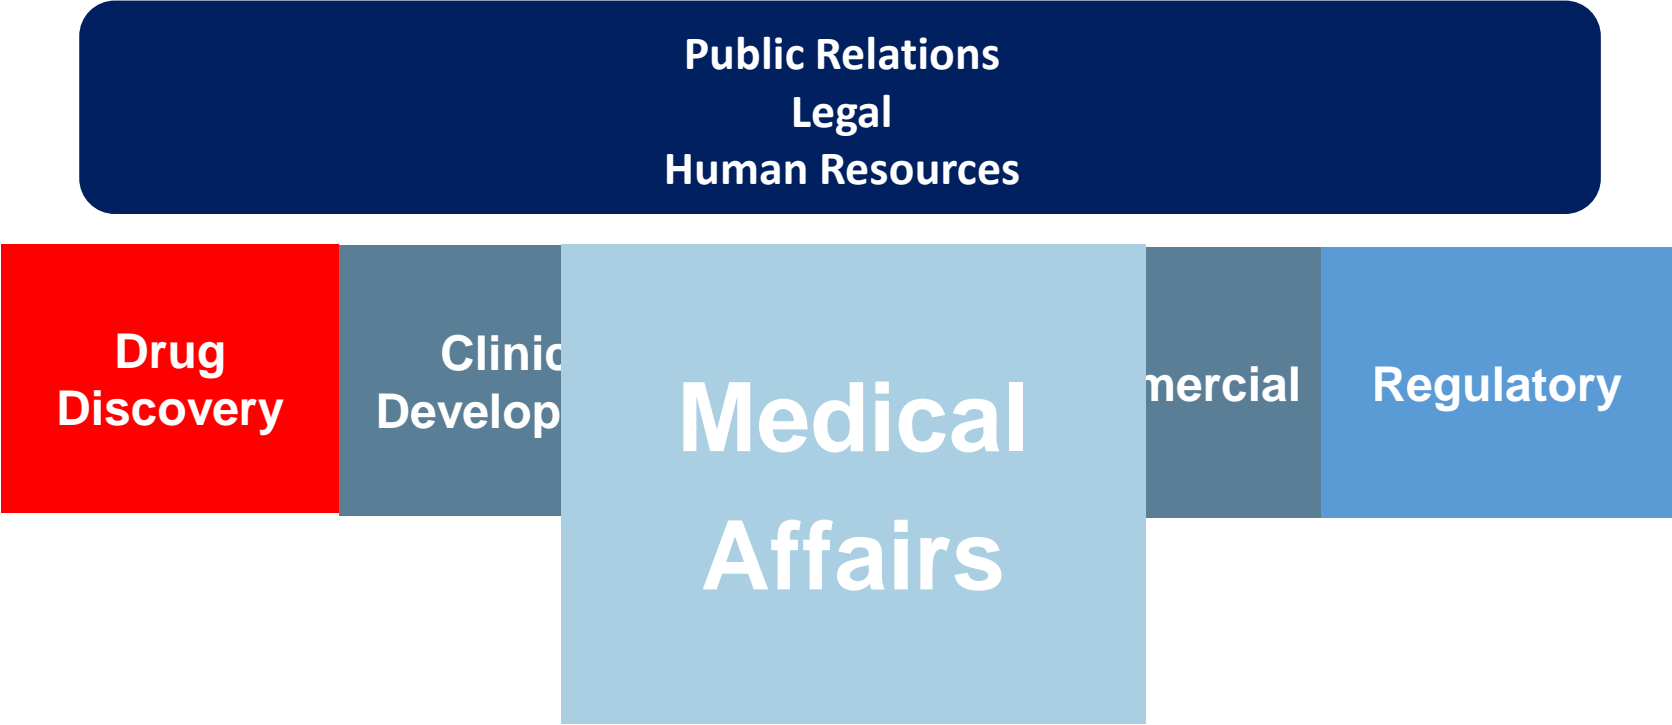 Public Relations
Legal
Human Resources
Drug
Discovery
Clinic
Develop
Medical
Affairs
mercial
Regulatory